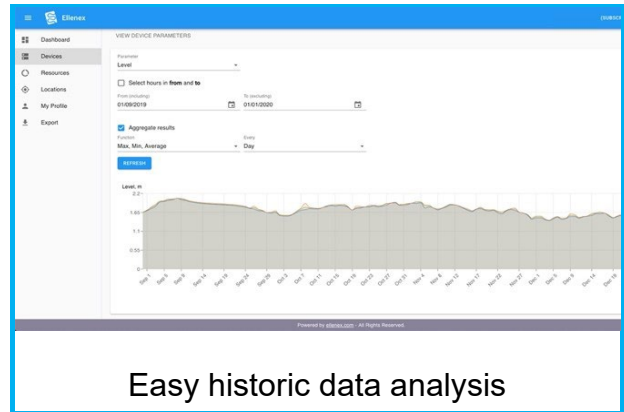 Ellenex
(SUBSCR
Dashboard
Devices
Resources
Locations
My Profile
Export
VIEW DEVICE PARAMETERS
Parameter
Level
Select hours in from and to
From (including)
To (excluding)
01/09/2019
01/01/2020
Aggregate results
Function
Every
Max, Min, Average
Day
REFRESH
Level, m
2.2
1.65
1.1
0.55
0
Sep 1 Sep 5 Sep 9 Sep 14 Sep 19 Sep 24 Sep 29 Oct 3 Oct 7 Oct 11 Oct 15 Oct 19 Oct 23 Oct 27 Oct 31 Nov 4 Nov 8 Nov 12 Nov 17 Nov 22 Nov 27 Dec 1 Dec 5 Dec 9 Dec 14 Dec 19
Powered by ellenex.com - All Rights Reserved.
Easy historic data analysis